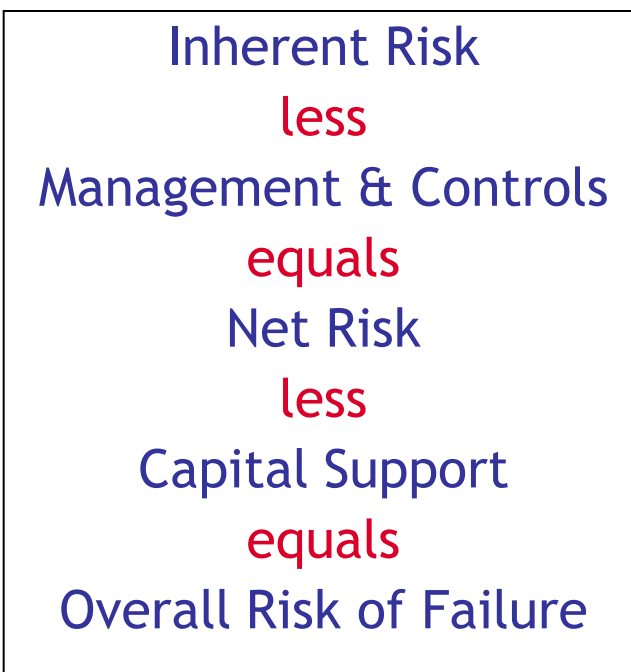 Inherent Risk
less
Management & Controls
equals
Net Risk
less
Capital Support
equals
Overall Risk of Failure